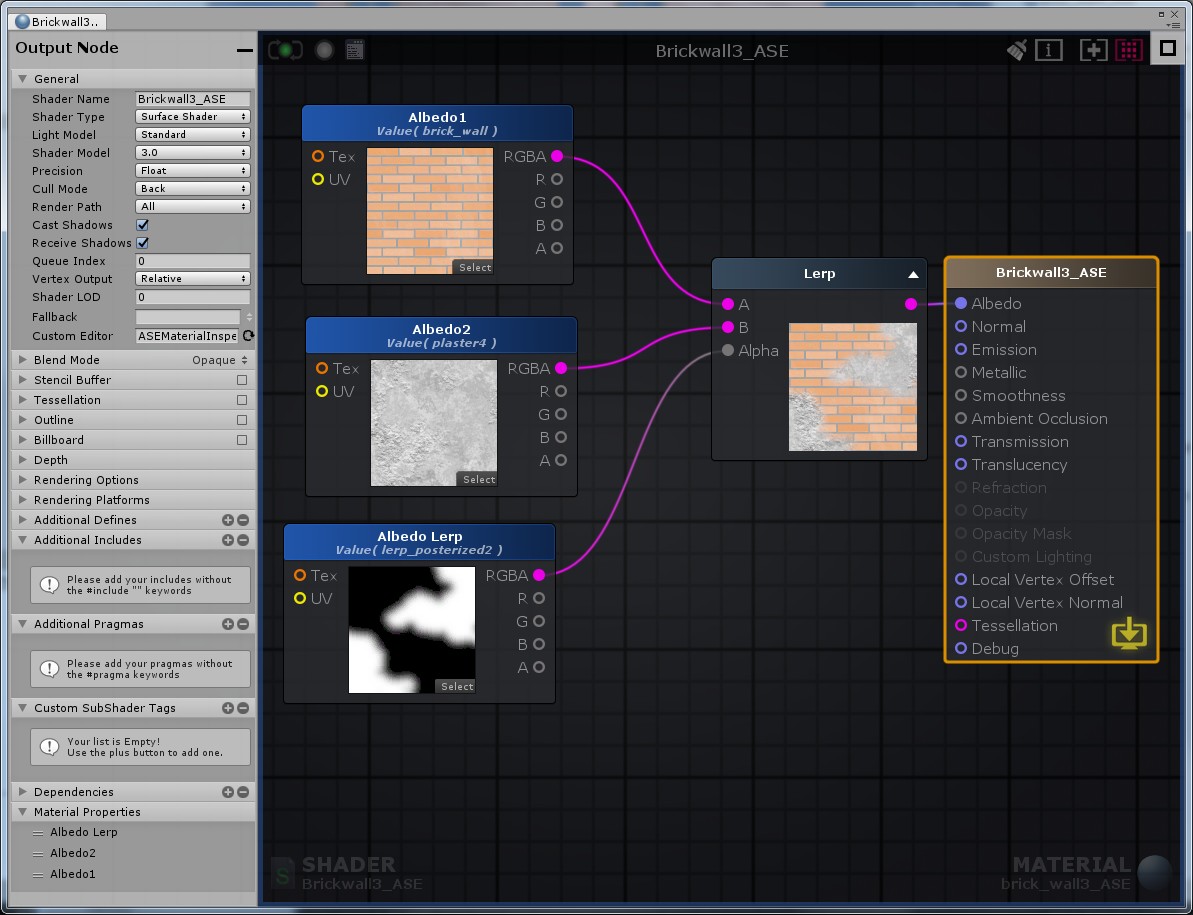 Brickwall3..
Output Node
General
Shader Name Brickwall3_ASE
Shader Type Surface Shader
Light Model Standard
Shader Model 3.0
Precision Float
Cull Mode Back
Render Path All
Cast Shadows
Receive Shadows
Queue Index 0
Vertex Output Relative
Shader LOD 0
Fallback
Custom Editor ASEMaterialInspe
Blend Mode Opaque
Stencil Buffer
Tessellation
Outline
Billboard
Depth
Rendering Options
Rendering Platforms
Additional Defines
Additional Includes
Please add your includes without
the #include "" keywords
Additional Pragmas
Please add your pragmas without
the #pragma keywords
Custom SubShader Tags
Your list is Empty!
Use the plus button to add one.
Dependencies
Material Properties
Albedo Lerp
Albedo2
Albedo1
Brickwall3_ASE
Albedo1
Value( brick_wall )
Tex RGBA
UV R
G
B
A
Select
Albedo2
Value( plaster4 )
Tex RGBA
UV R
G
B
A
Select
Albedo Lerp
Value( lerp_posterized2 )
Tex RGBA
UV R
G
B
A
Select
Lerp
A
B
Alpha
Brickwall3_ASE
Albedo
Normal
Emission
Metallic
Smoothness
Ambient Occlusion
Transmission
Translucency
Refraction
Opacity
Opacity Mask
Custom Lighting
Local Vertex Offset
Local Vertex Normal
Tessellation
Debug
S SHADER
Brickwall3_ASE
MATERIAL
brick_wall3_ASE